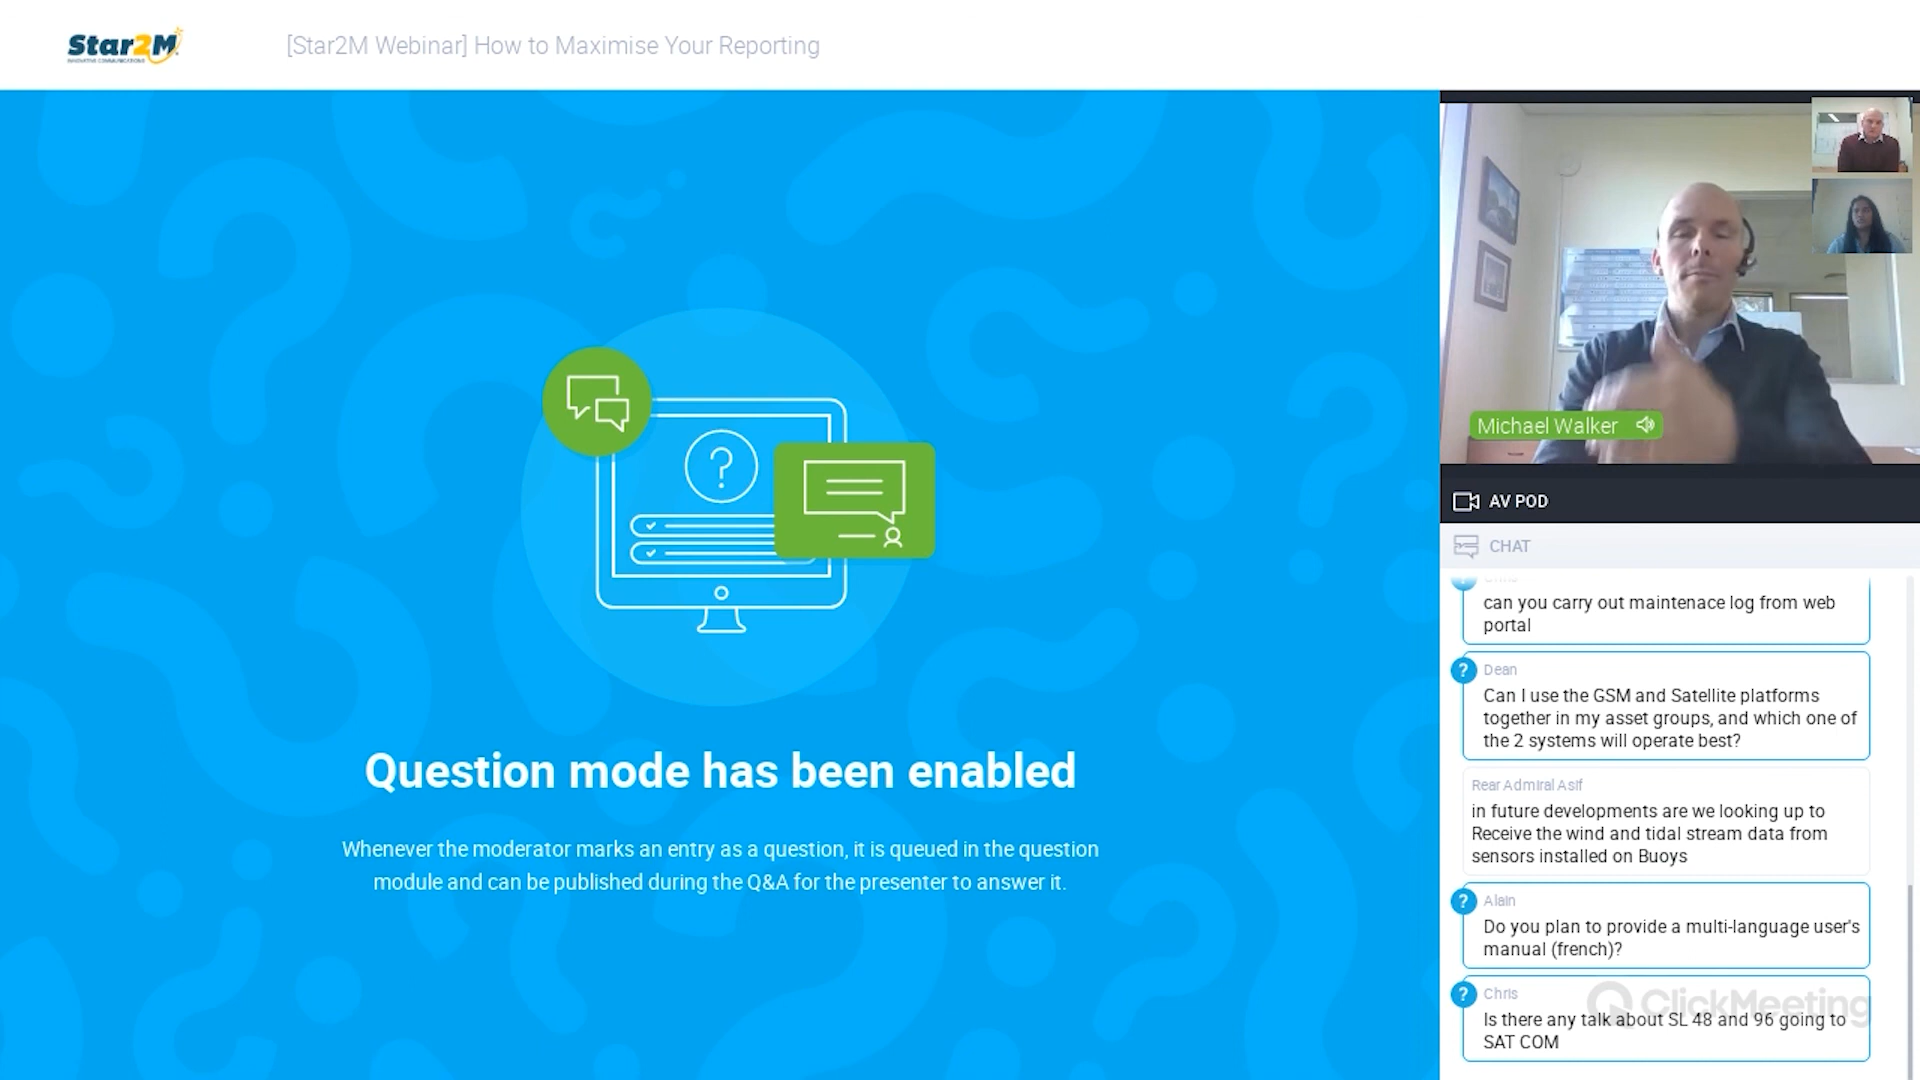 Star2M
INNOVATIVE COMMUNICATIONS
[Star2M Webinar] How to Maximise Your Reporting
Question mode has been enabled
Whenever the moderator marks an entry as a question, it is queued in the question
module and can be published during the Q&A for the presenter to answer it.
Michael Walker
AV POD
CHAT
can you carry out maintenace log from web
portal
Dean
Can I use the GSM and Satellite platforms
together in my asset groups, and which one of
the 2 systems will operate best?
Rear Admiral Asif
in future developments are we looking up to
Receive the wind and tidal stream data from
sensors installed on Buoys
Alain
Do you plan to provide a multi-language user's
manual (french)?
Chris
Is there any talk about SL 48 and 96 going to
SAT COM
ClickMeeting